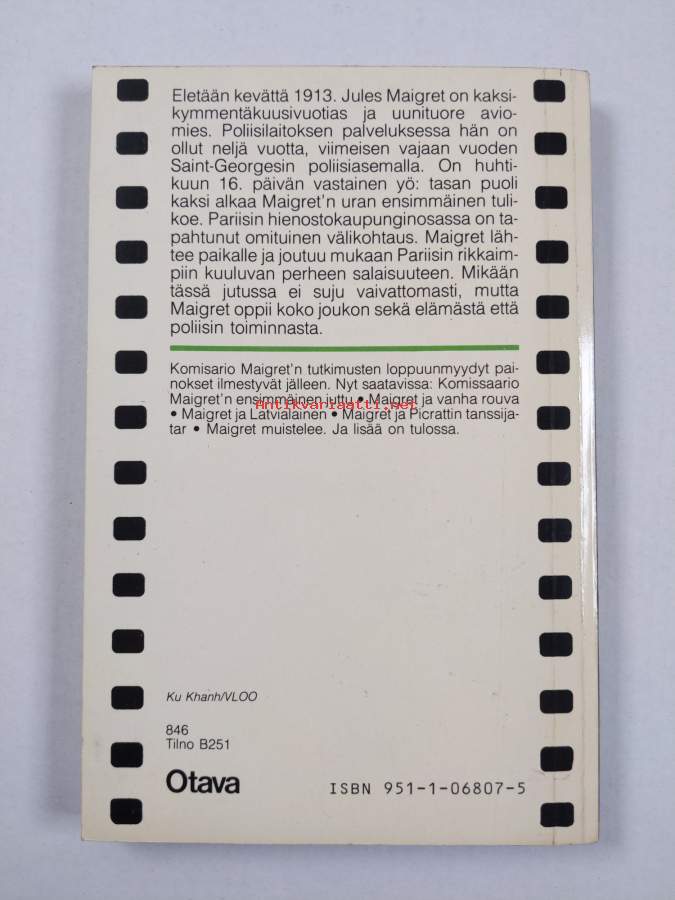 Eletään kevättä 1913. Jules Maigret on kaksi-
kymmentäkuusivuotias ja uunituore avio-
mies. Poliisilaitoksen palveluksessa hän on
ollut neljä vuotta, viimeisen vajaan vuoden
Saint-Georgesin poliisiasemalla. On huhti-
kuun 16. päivän vastainen yö: tasan puoli
kaksi alkaa Maigret'n uran ensimmäinen tuli-
koe. Pariisin hienostokaupunginosassa on ta-
pahtunut omituinen välikohtaus. Maigret läh-
tee paikalle ja joutuu mukaan Pariisin rikkaim-
piin kuuluvan perheen salaisuuteen. Mikään
tässä jutussa ei suju vaivattomasti, mutta
Maigret oppii koko joukon sekä elämästä että
poliisin toiminnasta.
Komisario Maigret'n tutkimusten loppuunmyydyt pai-
nokset ilmestyvät jälleen. Nyt saatavissa: Komissaario
Maigret'n ensimmäinen juttu • Maigret ja vanha rouva
• Maigret ja Latvialainen • Maigret ja Picrattin tanssija-
tar • Maigret muistelee. Ja lisää on tulossa.
Antikvariaatti.net
Ku Khanh/VLOO
846
Tilno B251
Otava
ISBN 951-1-06807-5